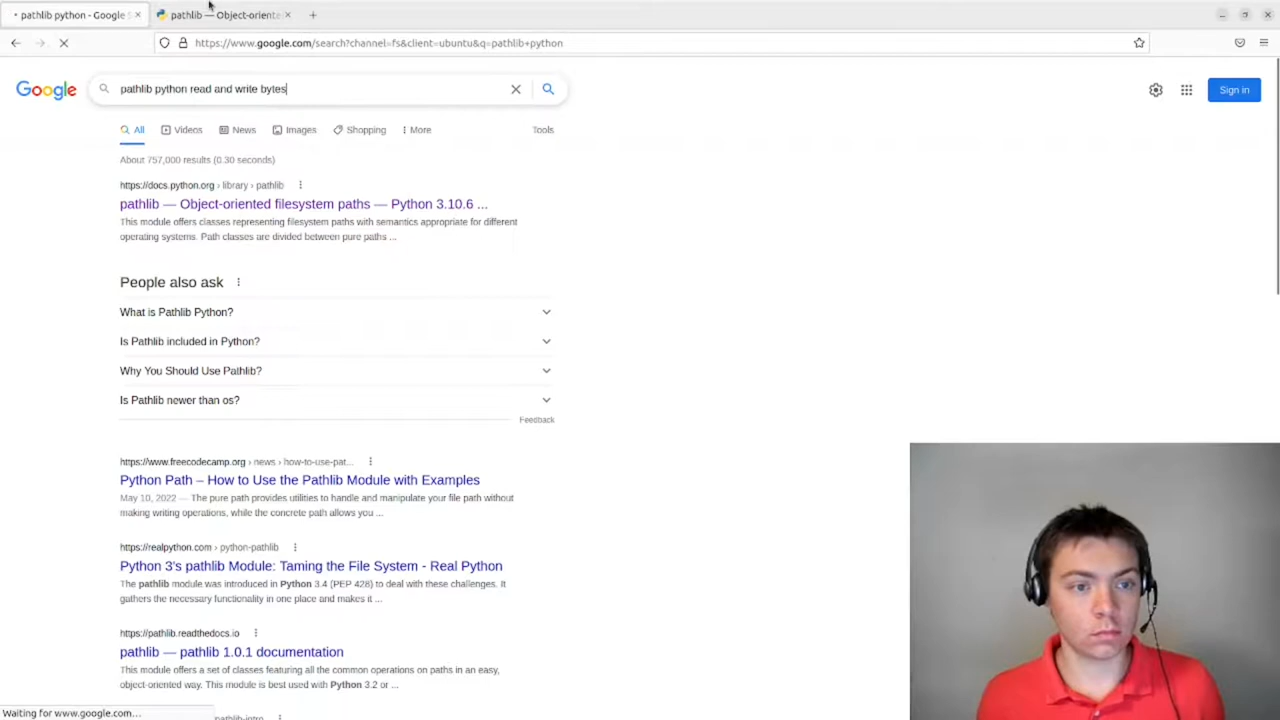 pathlib python - Google S
pathlib — Object-oriente
https://www.google.com/search?channel=fs&client=ubuntu&q=pathlib+python
Google
pathlib python read and write bytes
Sign in
All
Videos
News
Images
Shopping
More
Tools
About 757,000 results (0.30 seconds)
https://docs.python.org › library › pathlib
pathlib — Object-oriented filesystem paths — Python 3.10.6 ...
This module offers classes representing filesystem paths with semantics appropriate for different
operating systems. Path classes are divided between pure paths ...
People also ask
What is Pathlib Python?
Is Pathlib included in Python?
Why You Should Use Pathlib?
Is Pathlib newer than os?
Feedback
https://www.freecodecamp.org › news › how-to-use-pat...
Python Path – How to Use the Pathlib Module with Examples
May 10, 2022 — The pure path provides utilities to handle and manipulate your file path without
making writing operations, while the concrete path allows you ...
https://realpython.com › python-pathlib
Python 3's pathlib Module: Taming the File System - Real Python
The pathlib module was introduced in Python 3.4 (PEP 428) to deal with these challenges. It
gathers the necessary functionality in one place and makes it ...
https://pathlib.readthedocs.io
pathlib — pathlib 1.0.1 documentation
This module offers a set of classes featuring all the common operations on paths in an easy,
object-oriented way. This module is best used with Python 3.2 or ...
Waiting for www.google.com...
pathlib-intro